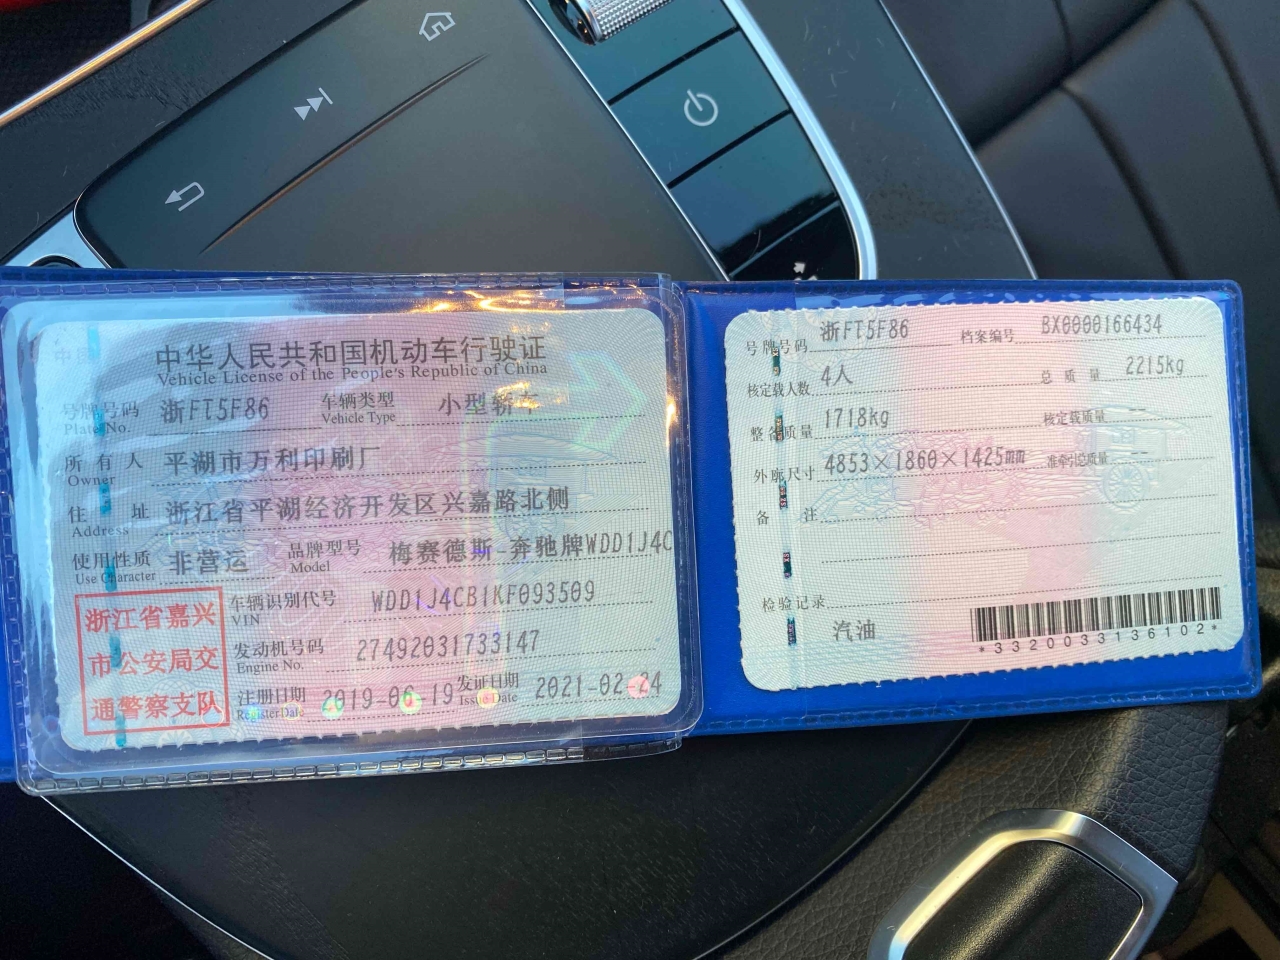 中华人民共和国机动车行驶证
Vehicle License of the People's Republic of China
号牌号码 浙FT5F86 车辆类型 小型轿车
Plate No. Vehicle Type
所有人 平湖市万利印刷厂
Owner
住址 浙江省平湖经济开发区兴嘉路北侧
Address
使用性质 非营运 品牌型号 梅赛德斯-奔驰牌WDD1J4C
Use Character Model
浙江省嘉兴
市公安局交
通警察支队
车辆识别代号 WDD1J4CB1KF093509
VIN
发动机号码 27492031733147
Engine No.
注册日期 2019-06-19 发证日期 2021-02-24
Register Date Issue Date
号牌号码 浙FT5F86 档案编号 BX0000166434
核定载人数 4人 总质量 2215kg
整备质量 1718kg 核定载质量 --
外廓尺寸 4853×1860×1425mm 准牵引总质量 --
备注
检验记录
汽油
*3320033136102*